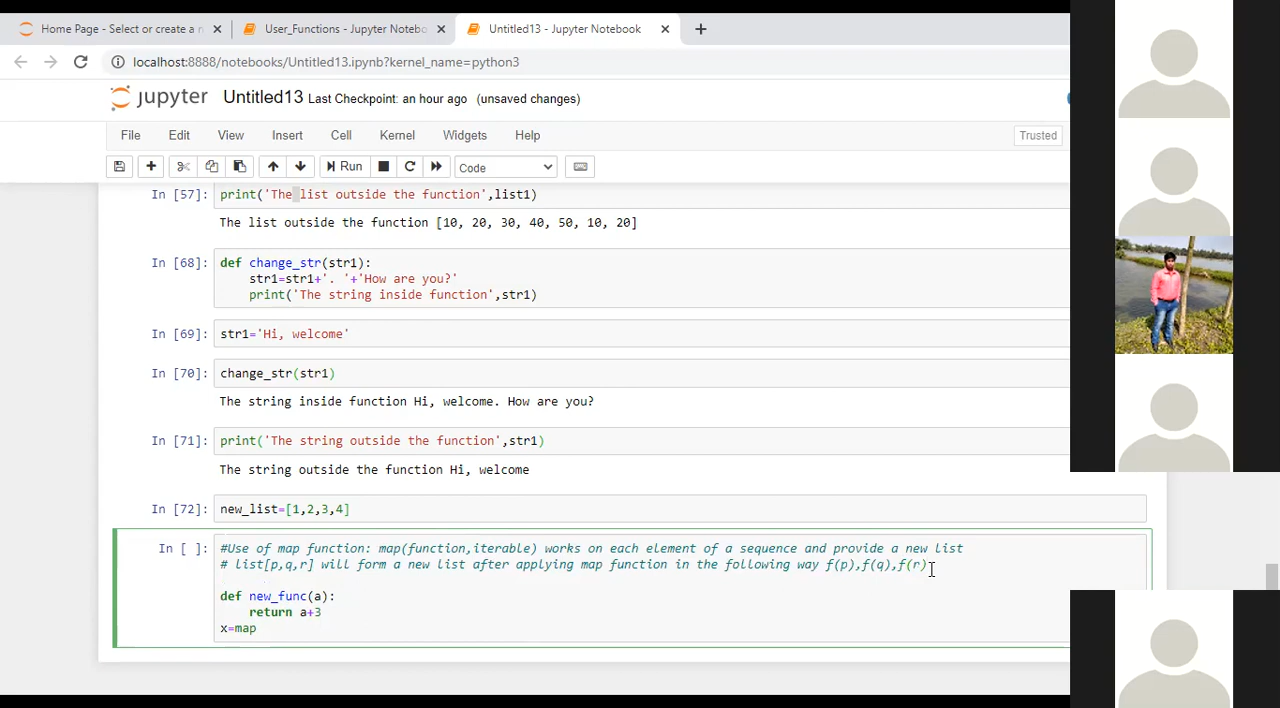 Home Page - Select or create a n
User_Functions - Jupyter Notebo
Untitled13 - Jupyter Notebook
localhost:8888/notebooks/Untitled13.ipynb?kernel_name=python3
jupyter Untitled13 Last Checkpoint: an hour ago (unsaved changes)
File Edit View Insert Cell Kernel Widgets Help Trusted
Run Code
In [57]: print('The list outside the function',list1)
The list outside the function [10, 20, 30, 40, 50, 10, 20]
In [68]: def change_str(str1):
str1=str1+'. '+'How are you?'
print('The string inside function',str1)
In [69]: str1='Hi, welcome'
In [70]: change_str(str1)
The string inside function Hi, welcome. How are you?
In [71]: print('The string outside the function',str1)
The string outside the function Hi, welcome
In [72]: new_list=[1,2,3,4]
In [ ]: #Use of map function: map(function,iterable) works on each element of a sequence and provide a new list
# list[p,q,r] will form a new list after applying map function in the following way f(p),f(q),f(r)
def new_func(a):
return a+3
x=map